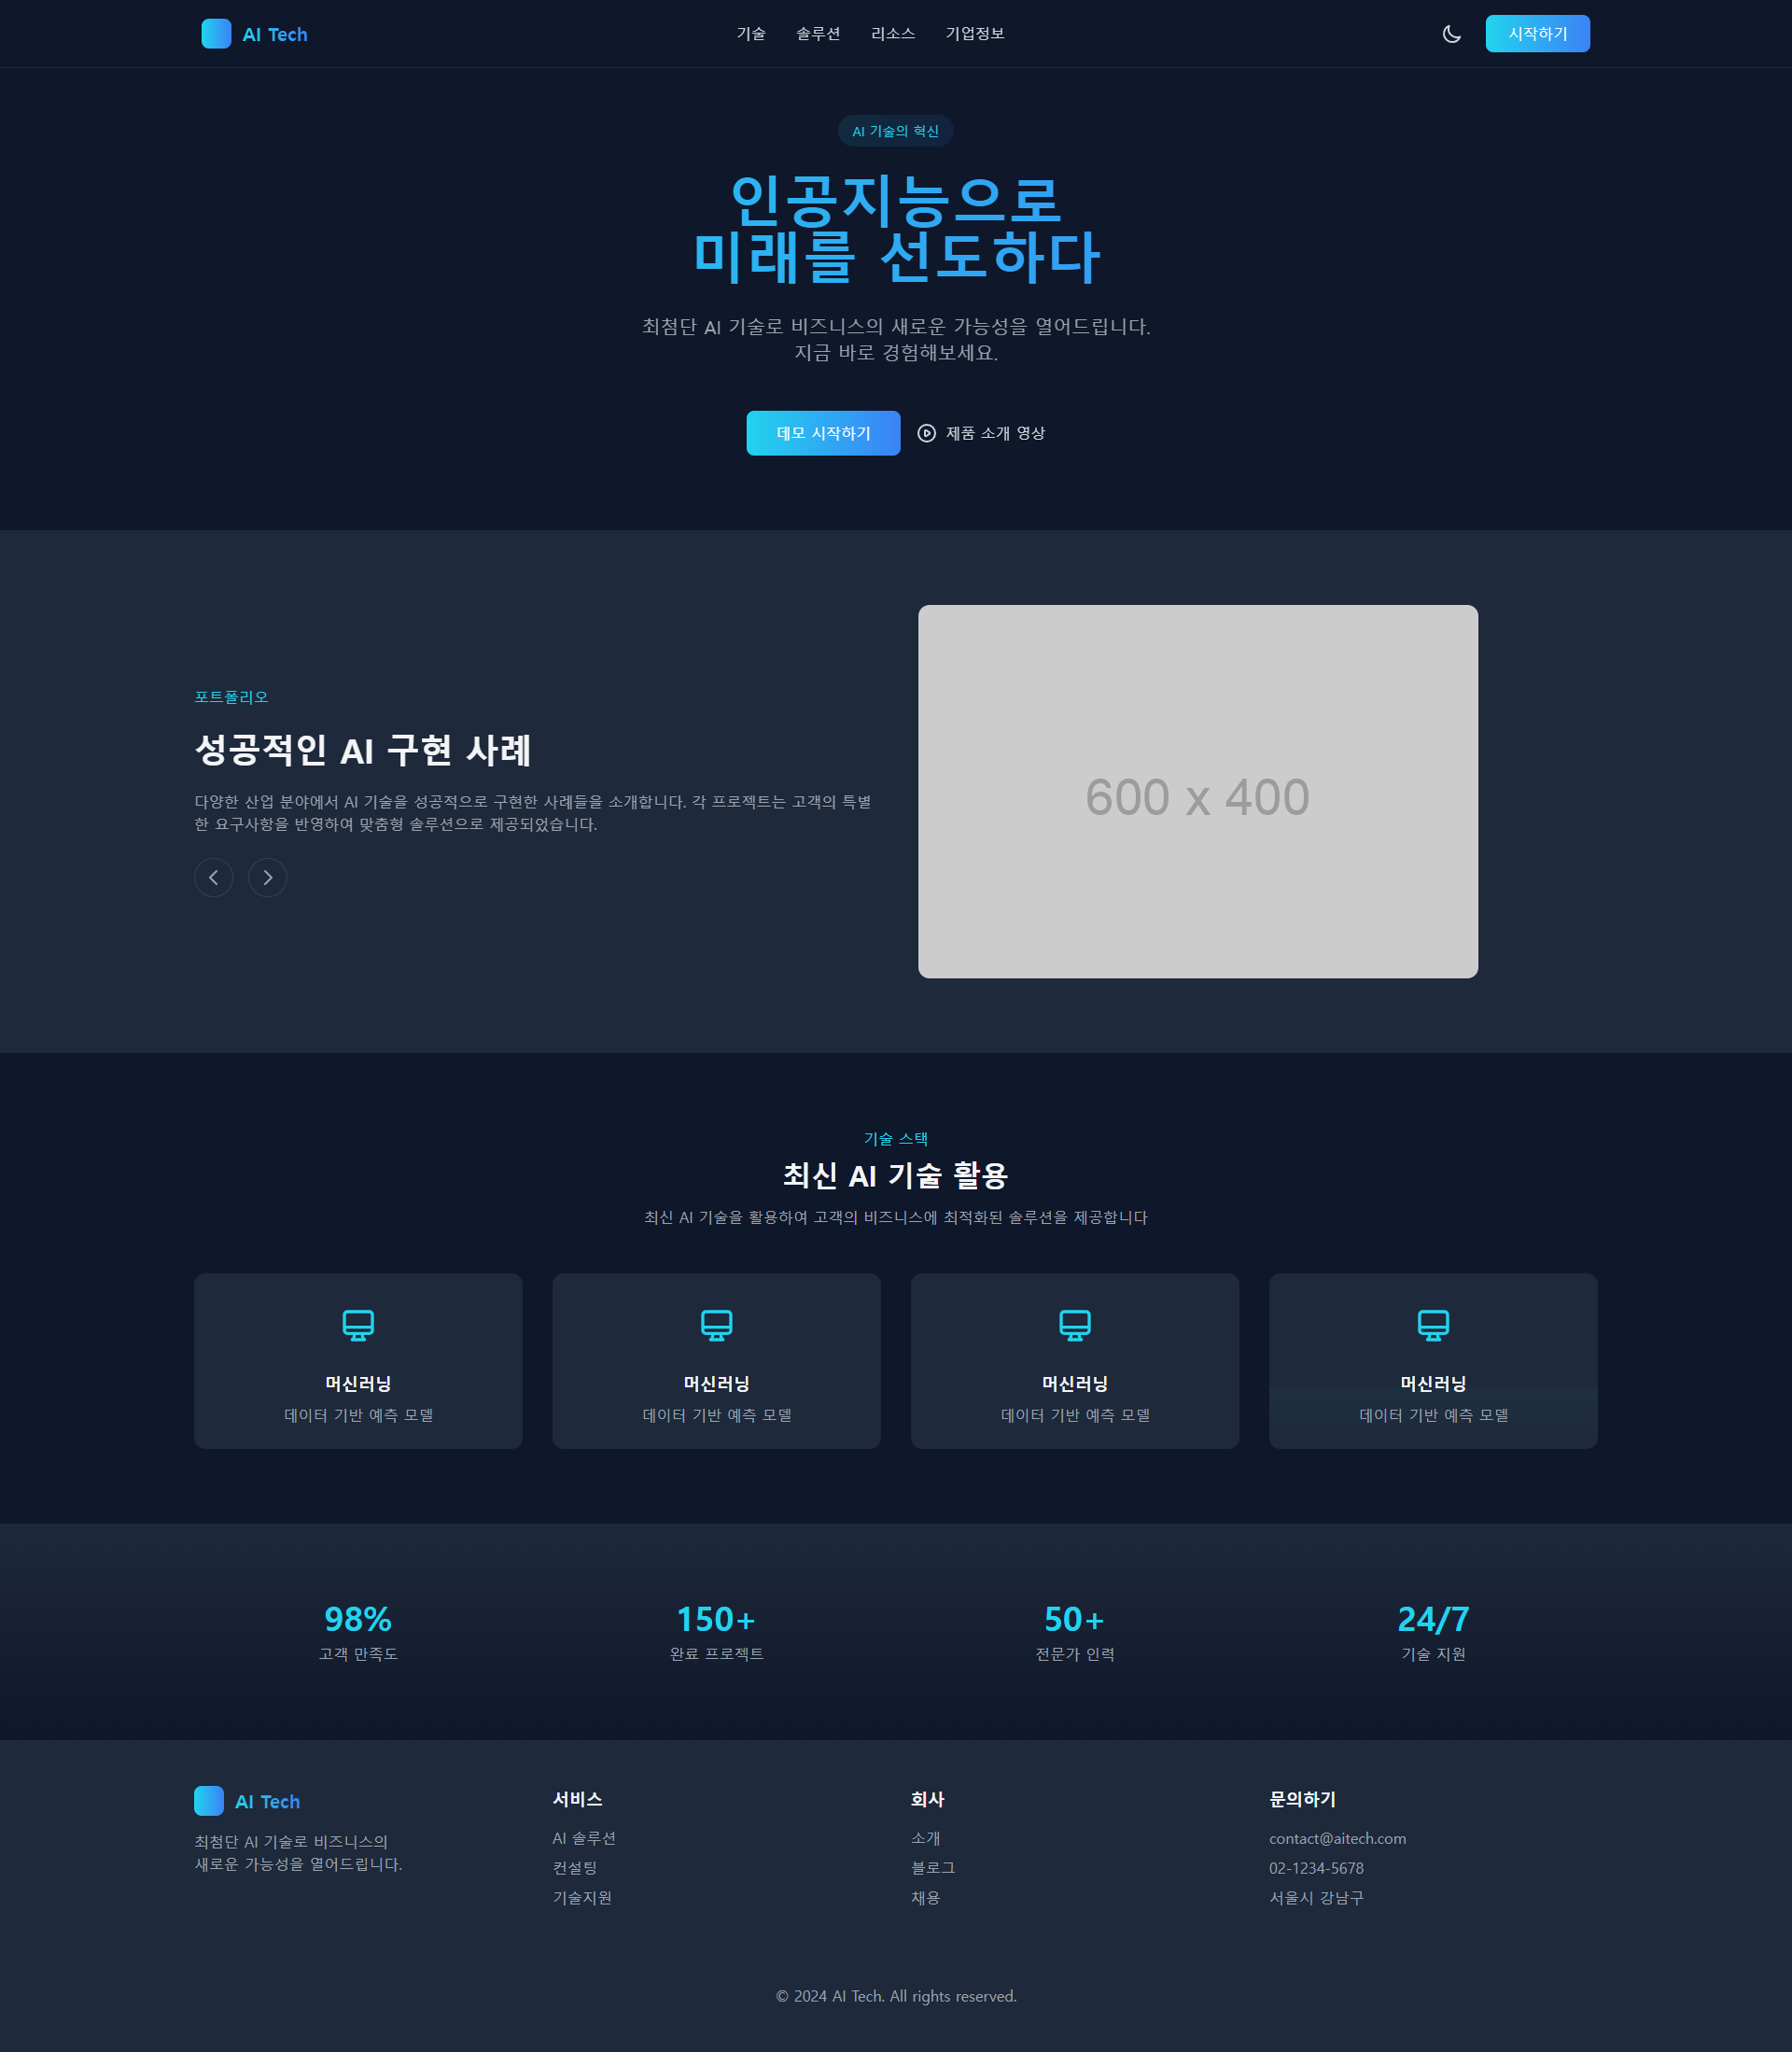 AI Tech
기술 솔루션 리소스 기업정보
시작하기
AI 기술의 혁신
인공지능으로
미래를 선도하다
최첨단 AI 기술로 비즈니스의 새로운 가능성을 열어드립니다.
지금 바로 경험해보세요.
데모 시작하기
제품 소개 영상
포트폴리오
성공적인 AI 구현 사례
다양한 산업 분야에서 AI 기술을 성공적으로 구현한 사례들을 소개합니다. 각 프로젝트는 고객의 특별
한 요구사항을 반영하여 맞춤형 솔루션으로 제공되었습니다.
600 x 400
기술 스택
최신 AI 기술 활용
최신 AI 기술을 활용하여 고객의 비즈니스에 최적화된 솔루션을 제공합니다
머신러닝
데이터 기반 예측 모델
머신러닝
데이터 기반 예측 모델
머신러닝
데이터 기반 예측 모델
머신러닝
데이터 기반 예측 모델
98%
고객 만족도
150+
완료 프로젝트
50+
전문가 인력
24/7
기술 지원
AI Tech
최첨단 AI 기술로 비즈니스의
새로운 가능성을 열어드립니다.
서비스
AI 솔루션
컨설팅
기술지원
회사
소개
블로그
채용
문의하기
contact@aitech.com
02-1234-5678
서울시 강남구
© 2024 AI Tech. All rights reserved.